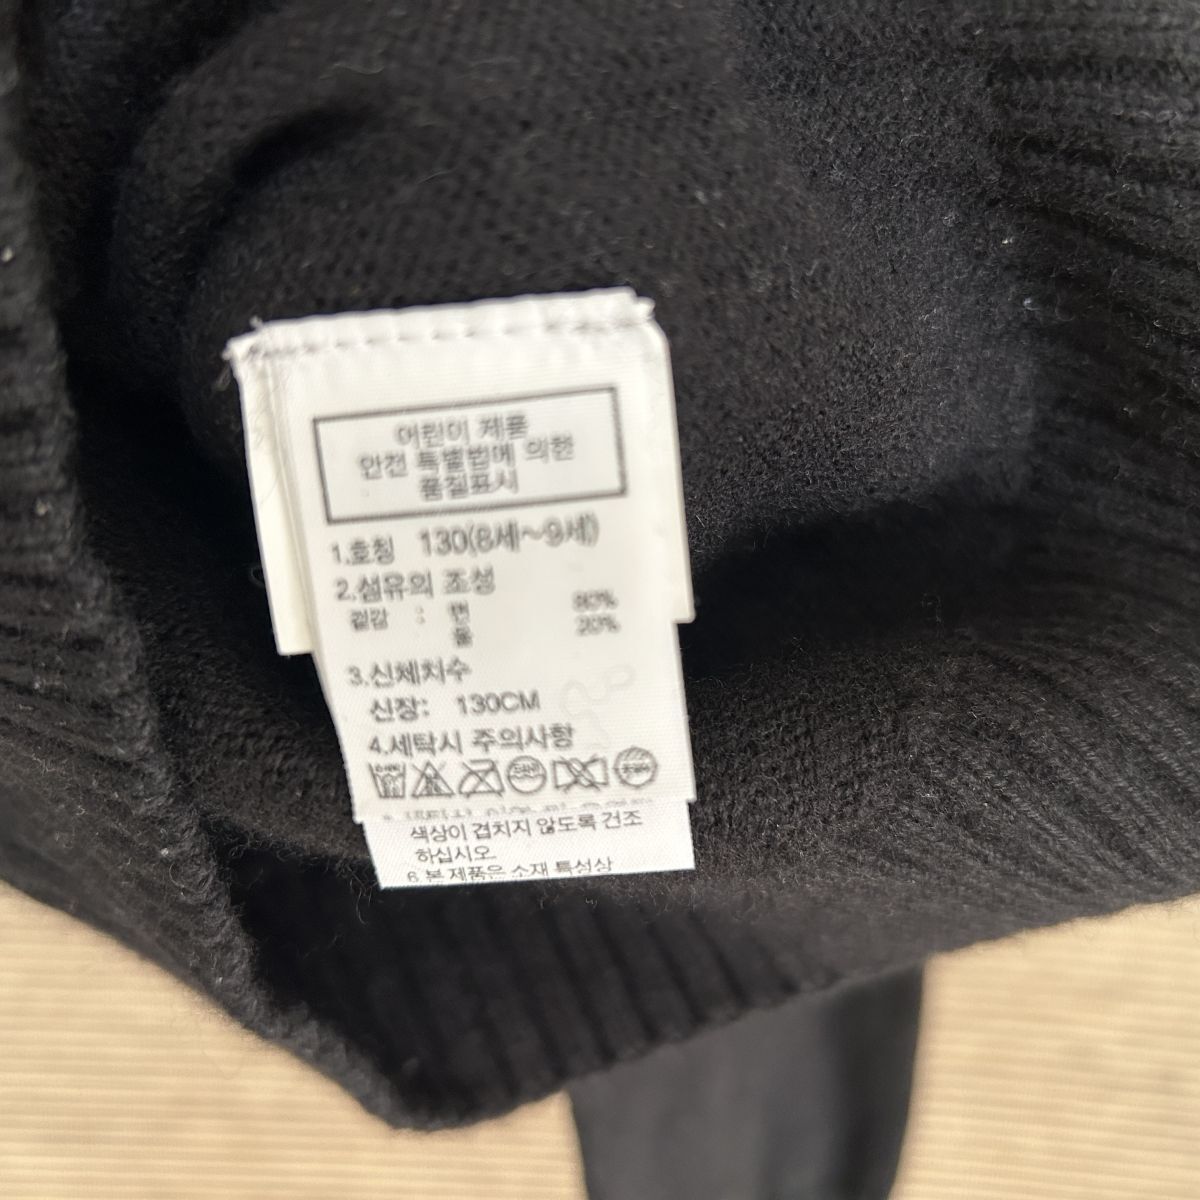 어린이 제품
안전 특별법에 의한
품질표시
1.호칭 130(8세~9세)
2.섬유의 조성
겉감 : 면 80%
울 20%
3.신체치수
신장: 130CM
4.세탁시 주의사항
색상이 겹치지 않도록 건조
하십시오.
6.본 제품은 소재 특성상